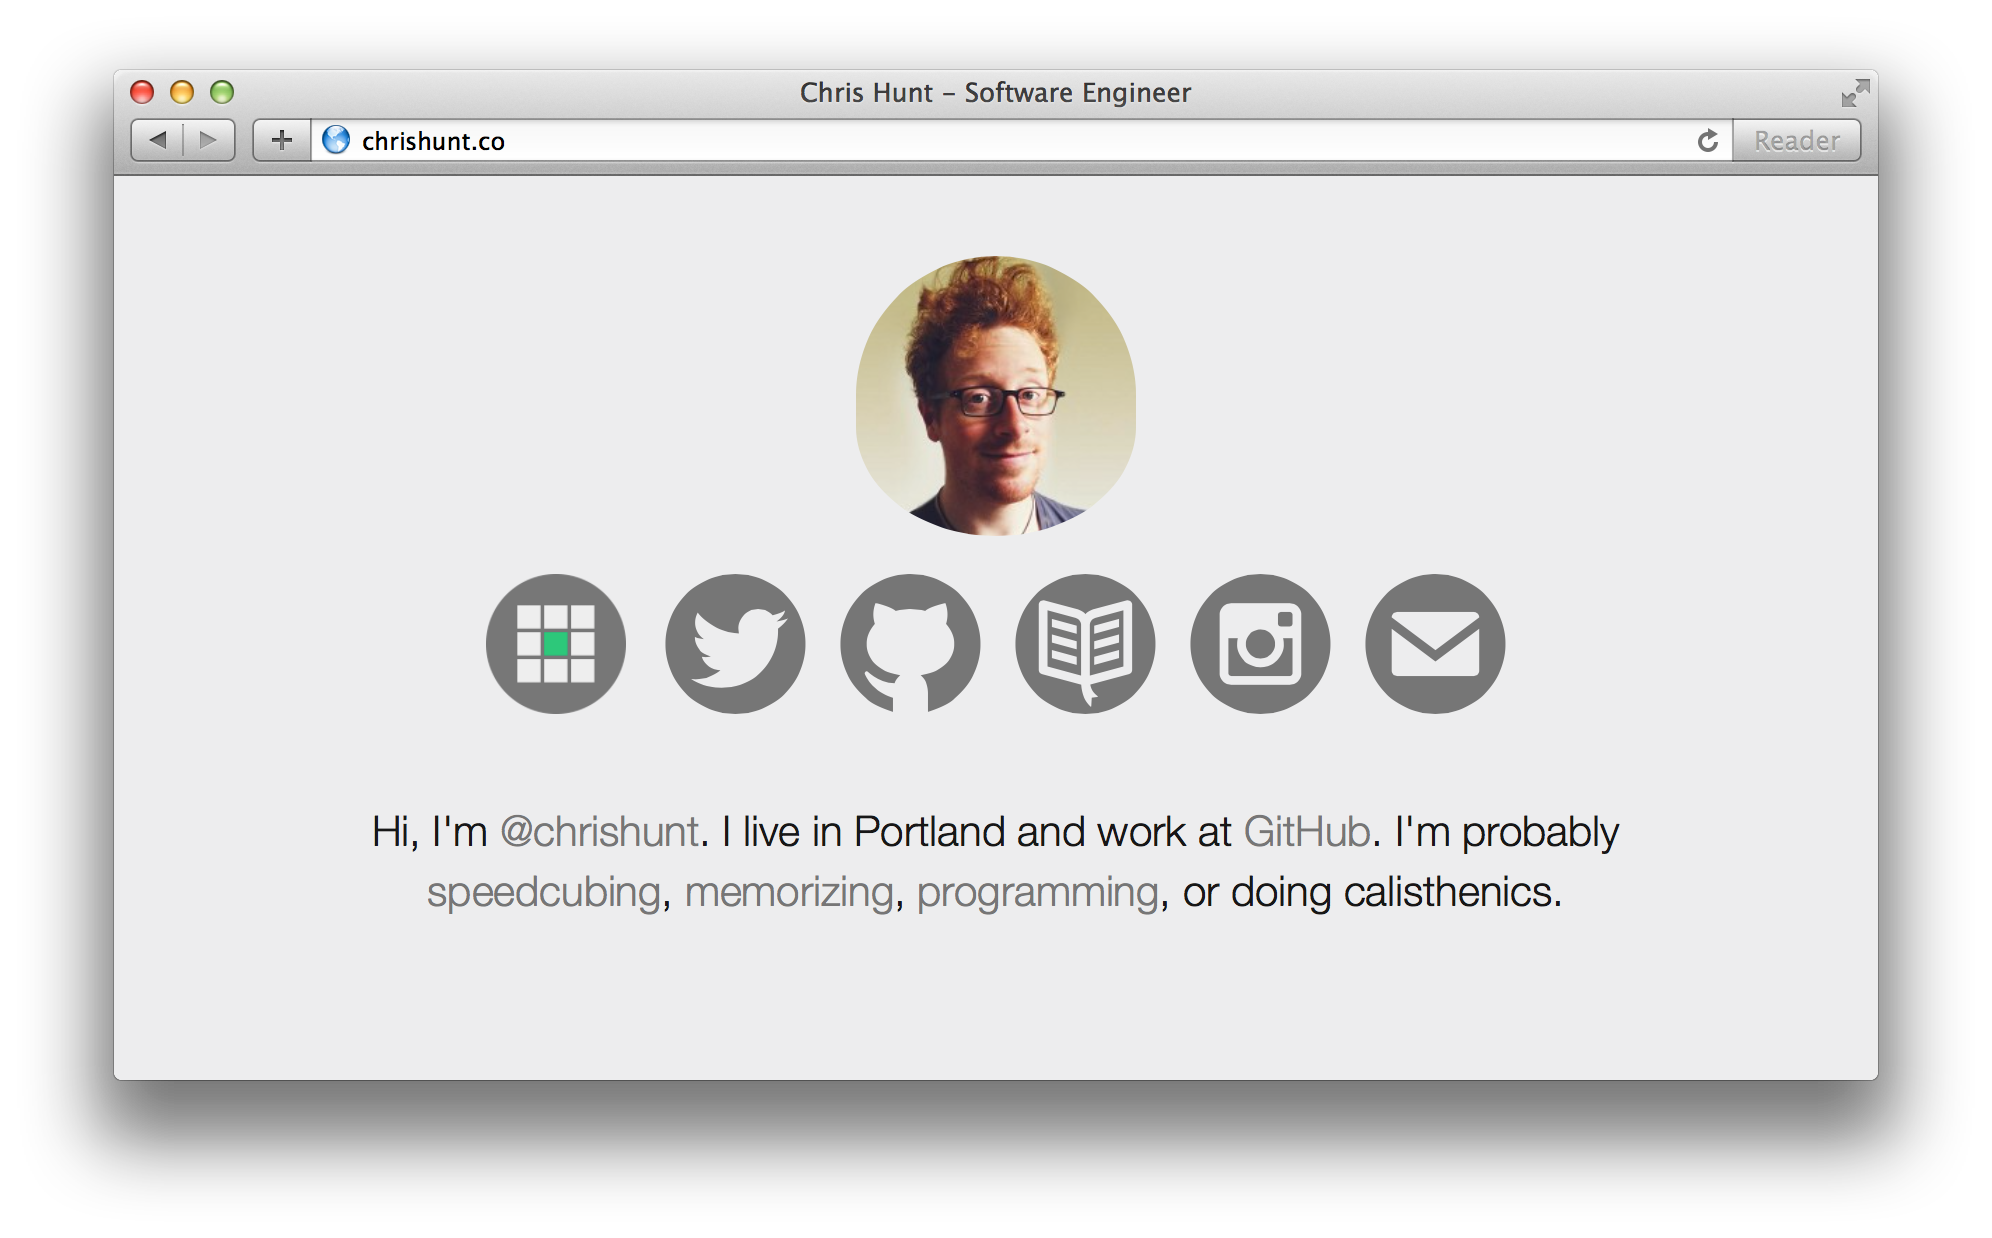 Chris Hunt – Software Engineer
chrishunt.co
Reader
Hi, I'm @chrishunt. I live in Portland and work at GitHub. I'm probably
speedcubing, memorizing, programming, or doing calisthenics.